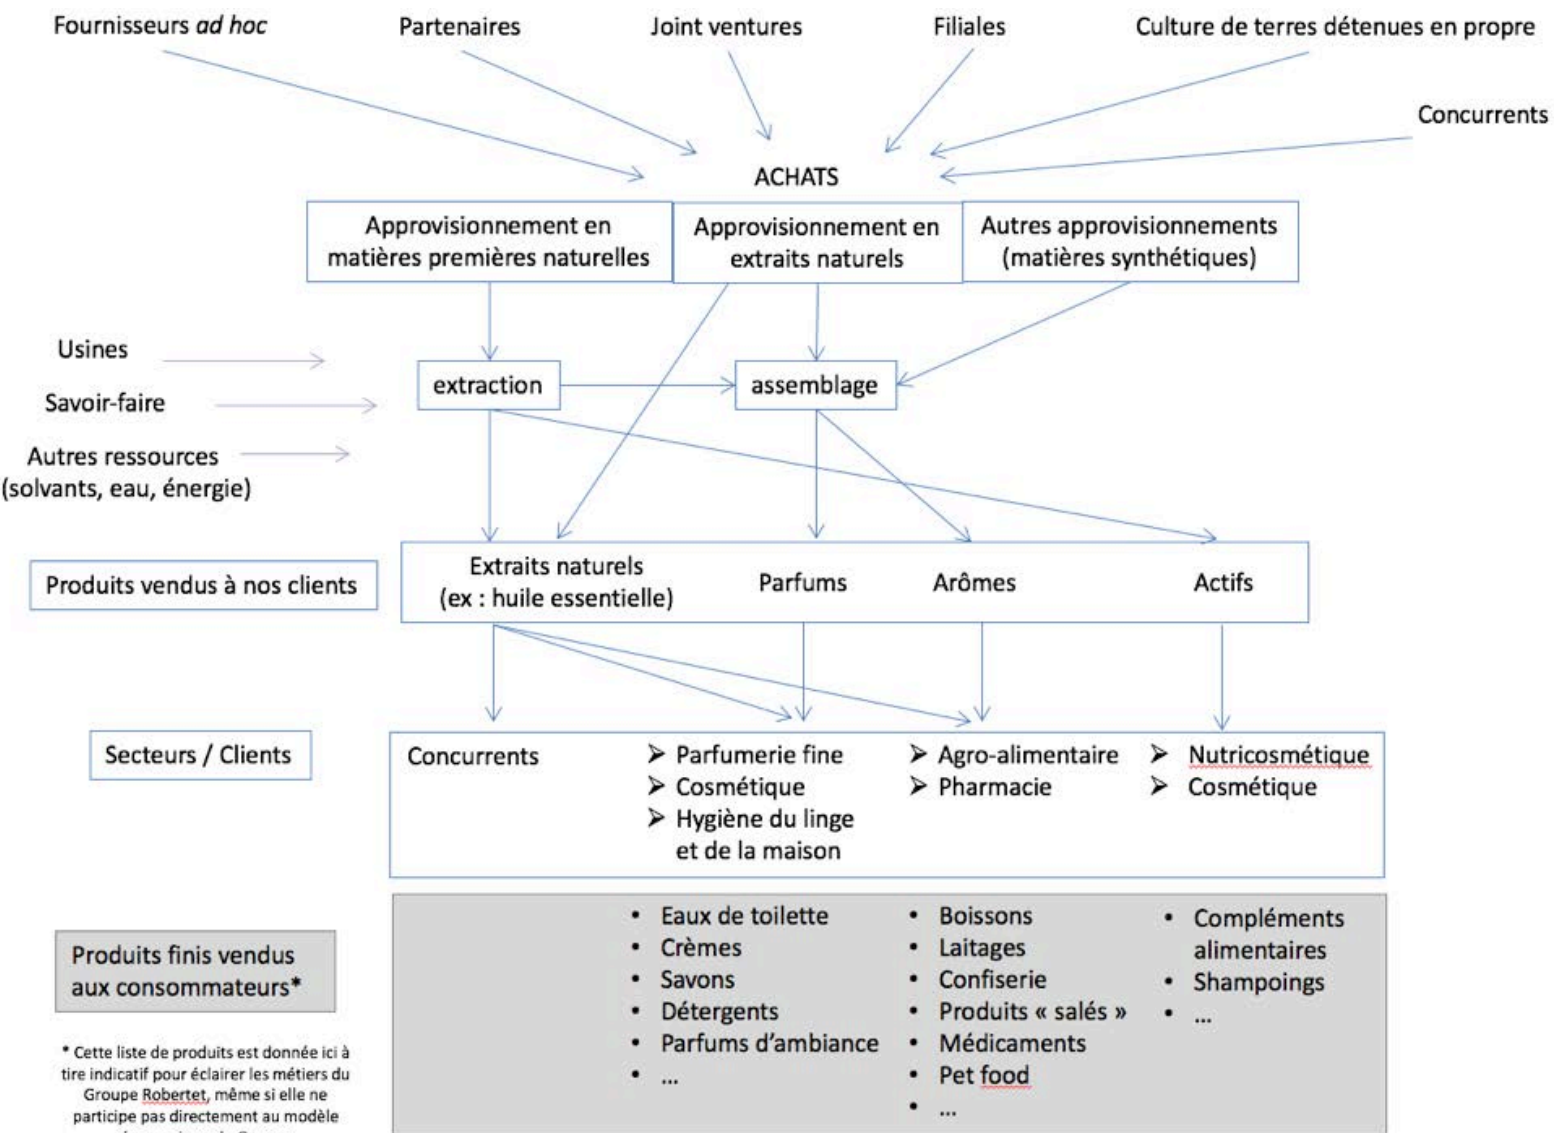 Fournisseurs ad hoc
Partenaires
Joint ventures
Filiales
Culture de terres détenues en propre
Concurrents
ACHATS
Approvisionnement en
matières premières naturelles
Approvisionnement en
extraits naturels
Autres approvisionnements
(matières synthétiques)
Usines
Savoir-faire
Autres ressources
(solvants, eau, énergie)
extraction
assemblage
Produits vendus à nos clients
Extraits naturels
(ex : huile essentielle)
Parfums
Arômes
Actifs
Secteurs / Clients
Concurrents
➢ Parfumerie fine
➢ Cosmétique
➢ Hygiène du linge
et de la maison
➢ Agro-alimentaire
➢ Pharmacie
➢ Nutricosmétique
➢ Cosmétique
Produits finis vendus
aux consommateurs*
• Eaux de toilette
• Crèmes
• Savons
• Détergents
• Parfums d’ambiance
• ...
• Boissons
• Laitages
• Confiserie
• Produits « salés »
• Médicaments
• Pet food
• ...
• Compléments
alimentaires
• Shampoings
• ...
* Cette liste de produits est donnée ici à
tire indicatif pour éclairer les métiers du
Groupe Robertet, même si elle ne
participe pas directement au modèle